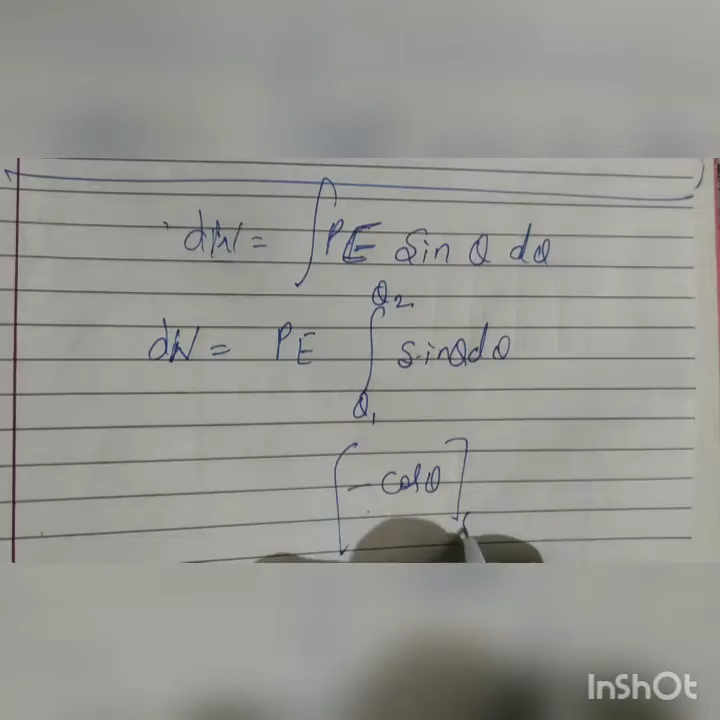 dW = ∫ PE sin θ dθ
dW = PE ∫θ₁^θ₂ sinθdθ
[- cosθ]
InShOt